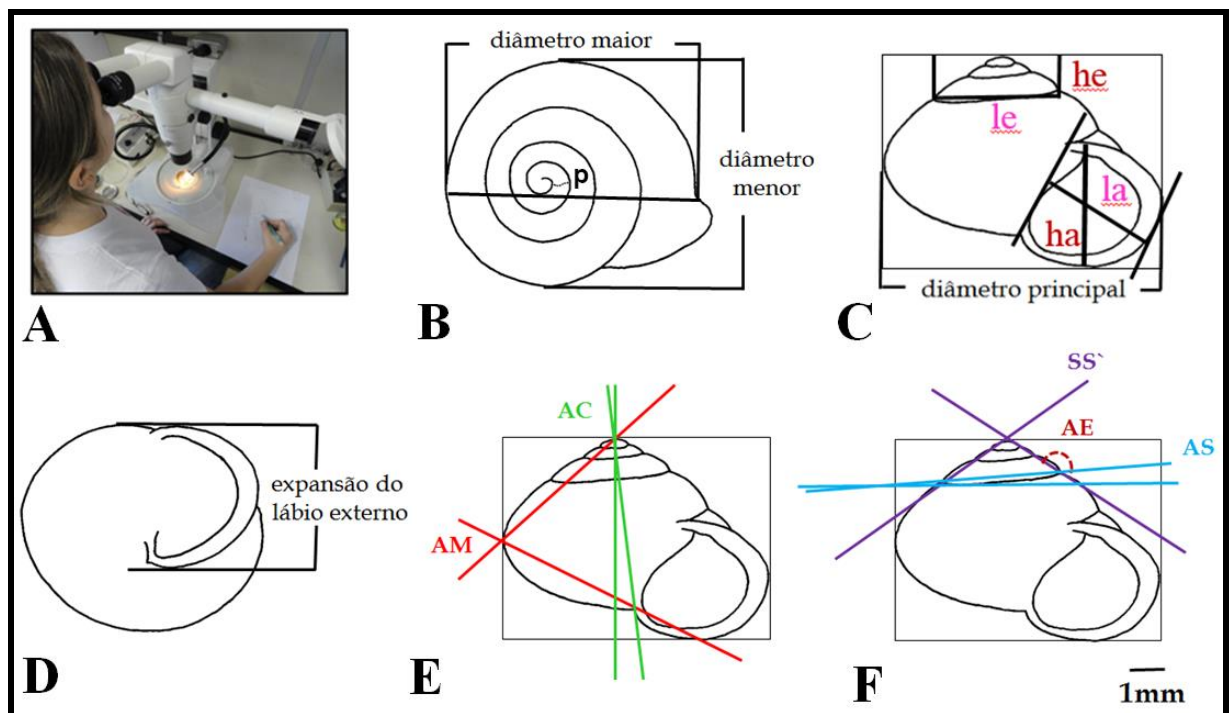 A
diâmetro maior
p
diâmetro
menor
B
he
le
la
ha
diâmetro principal
C
expansão do
lábio externo
D
AC
AM
E
SS`
AE
AS
F
1mm